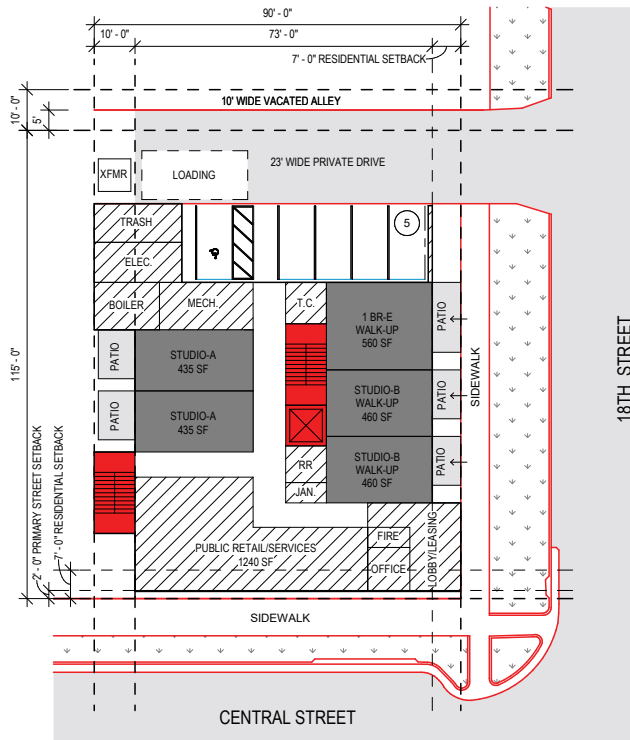 90' - 0"
10' - 0"
73' - 0"
7' - 0" RESIDENTIAL SETBACK
10' - 0"
5'
10' WIDE VACATED ALLEY
23' WIDE PRIVATE DRIVE
XFMR
LOADING
TRASH
5
ELEC.
BOILER
MECH.
T.C.
1 BR-E
WALK-UP
560 SF
PATIO
PATIO
STUDIO-A
435 SF
STUDIO-B
WALK-UP
460 SF
PATIO
SIDEWALK
18TH STREET
115' - 0"
PATIO
STUDIO-A
435 SF
STUDIO-B
WALK-UP
460 SF
PATIO
RR
JAN.
2' - 0" PRIMARY STREET SETBACK
7' - 0" RESIDENTIAL SETBACK
PUBLIC RETAIL/SERVICES
1240 SF
FIRE
OFFICE
LOBBY/LEASING
SIDEWALK
CENTRAL STREET